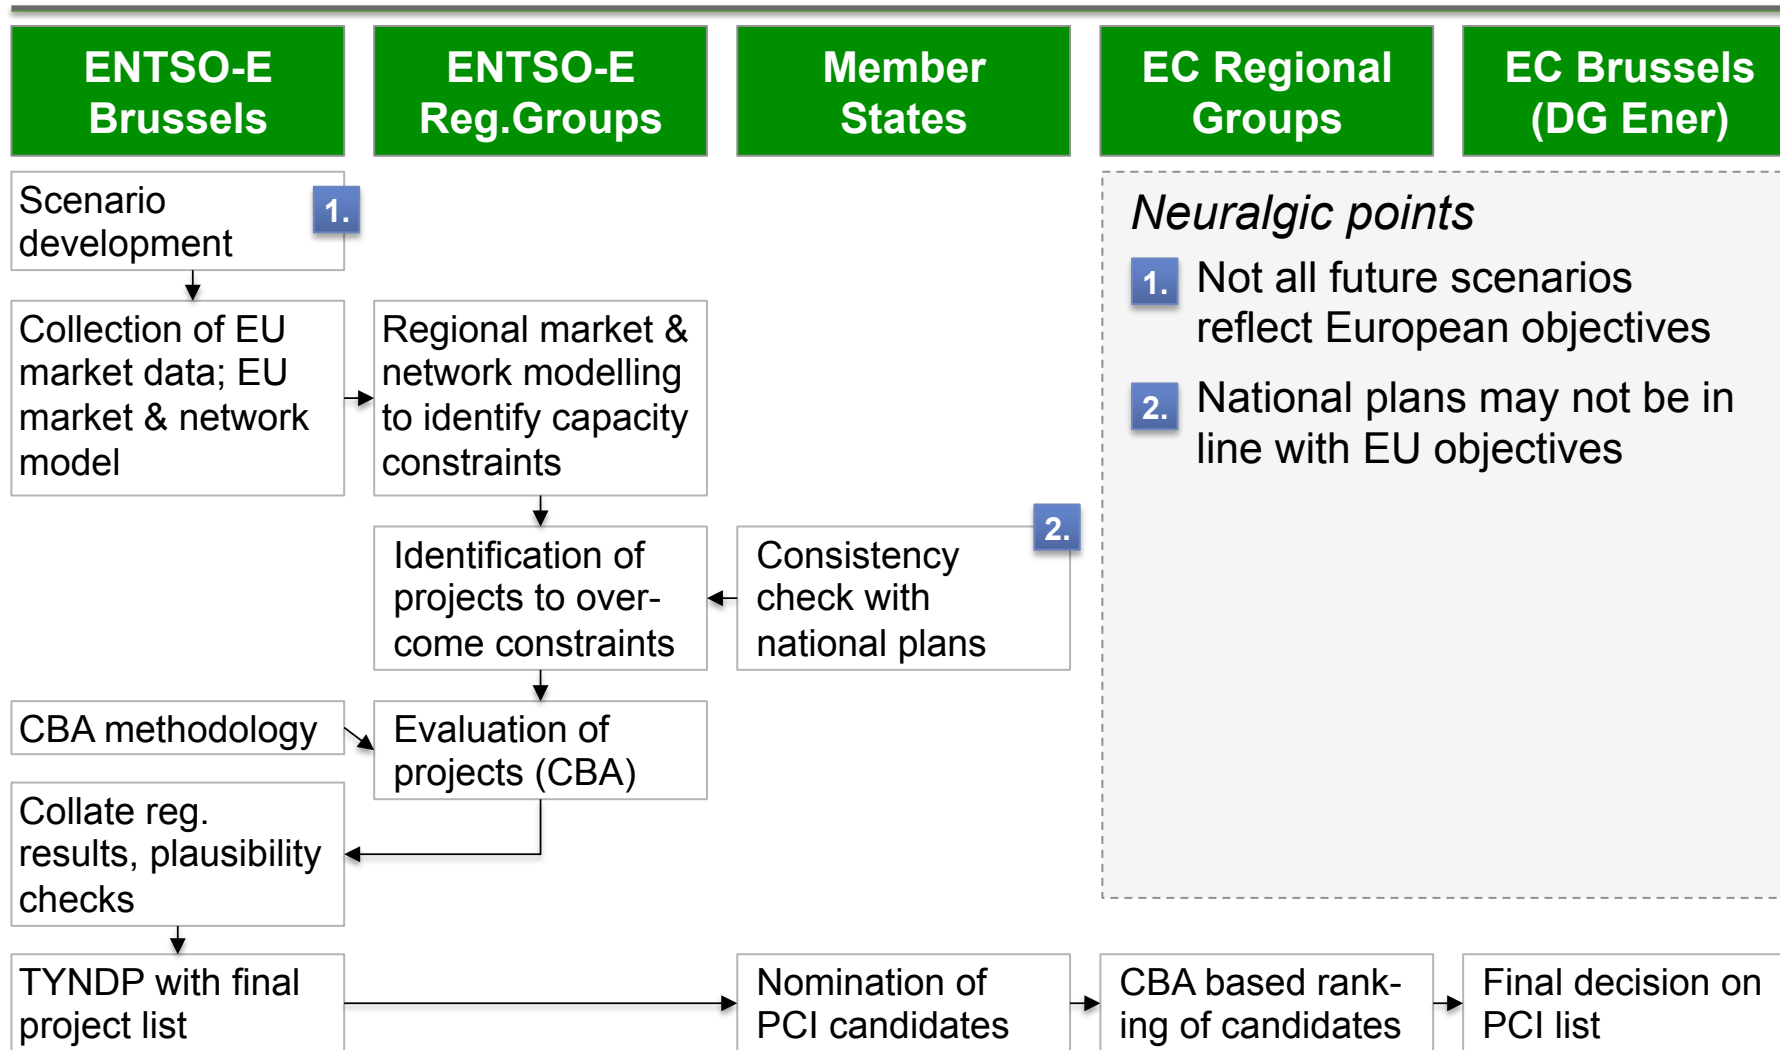 ENTSO-E
Brussels
ENTSO-E
Reg.Groups
Member
States
EC Regional
Groups
EC Brussels
(DG Ener)
Scenario
development
1.
Collection of EU
market data; EU
market & network
model
Regional market &
network modelling
to identify capacity
constraints
Identification of
projects to over-
come constraints
Consistency
check with
national plans
2.
CBA methodology
Evaluation of
projects (CBA)
Collate reg.
results, plausibility
checks
Neuralgic points
1. Not all future scenarios
reflect European objectives
2. National plans may not be in
line with EU objectives
TYNDP with final
project list
Nomination of
PCI candidates
CBA based rank-
ing of candidates
Final decision on
PCI list